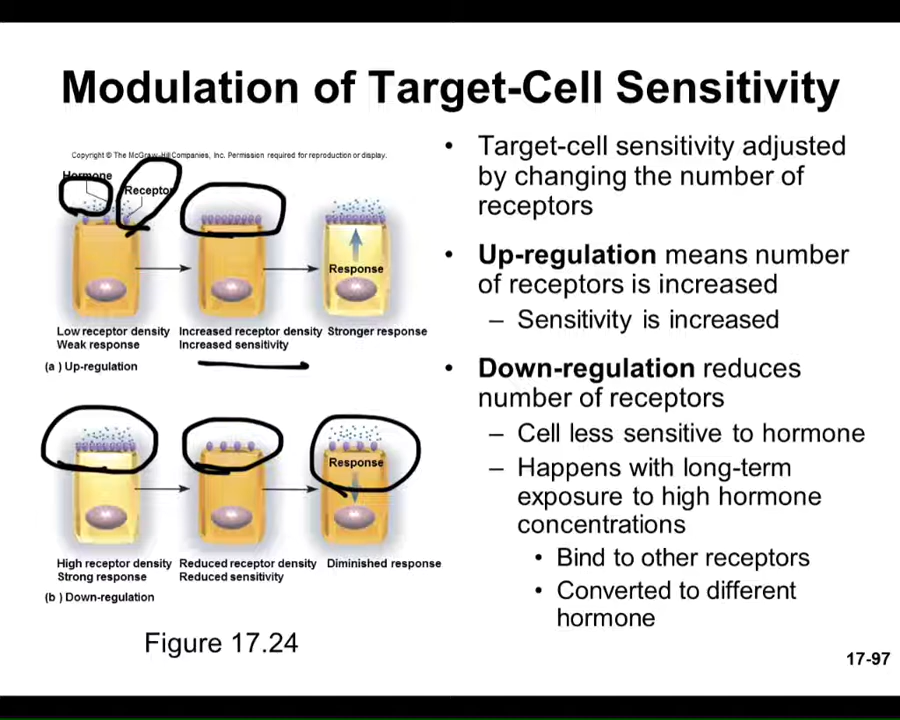 Modulation of Target-Cell Sensitivity
Copyright © The McGraw-Hill Companies, Inc. Permission required for reproduction or display.
Hormone
Receptor
Response
Low receptor density
Weak response
Increased receptor density
Increased sensitivity
Stronger response
(a ) Up-regulation
Response
High receptor density
Strong response
Reduced receptor density
Reduced sensitivity
Diminished response
(b ) Down-regulation
Figure 17.24
• Target-cell sensitivity adjusted
by changing the number of
receptors
• Up-regulation means number
of receptors is increased
– Sensitivity is increased
• Down-regulation reduces
number of receptors
– Cell less sensitive to hormone
– Happens with long-term
exposure to high hormone
concentrations
• Bind to other receptors
• Converted to different
hormone
17-97